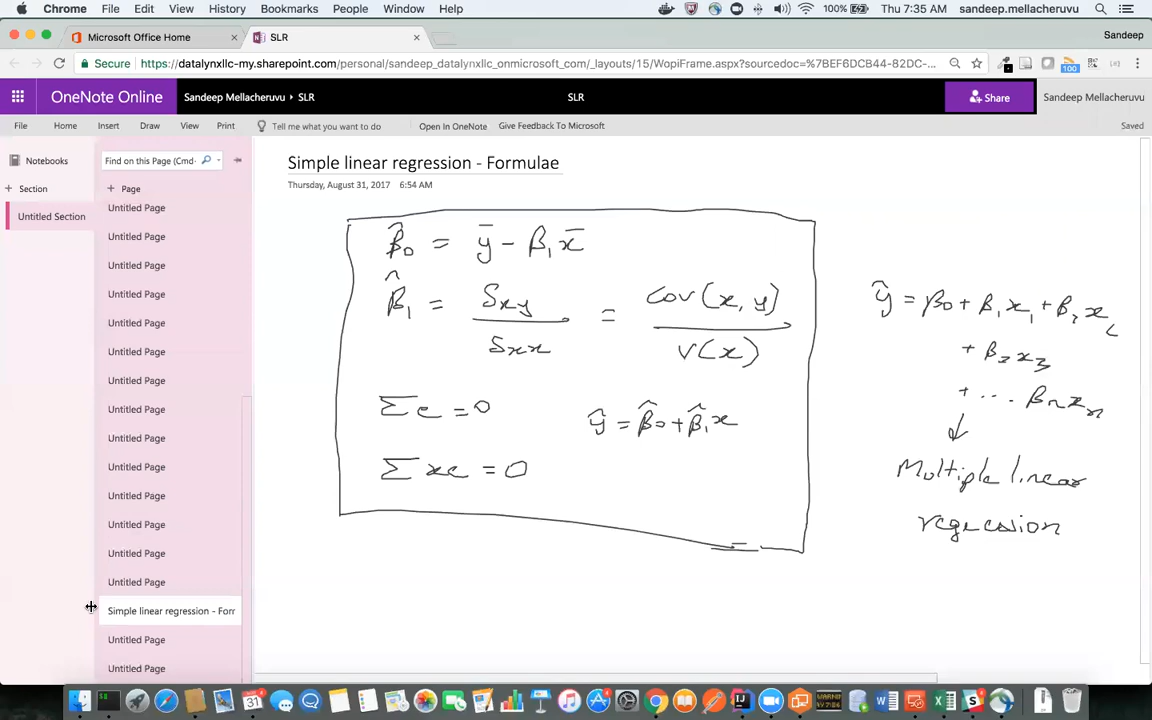 Chrome File Edit View History Bookmarks People Window Help 100% Thu 7:35 AM sandeep.mellacheruvu
Microsoft Office Home × SLR × Sandeep
Secure https://datalynxllc-my.sharepoint.com/personal/sandeep_datalynxllc_onmicrosoft_com/_layouts/15/WopiFrame.aspx?sourcedoc=%7BEF6DCB44-82DC-... 100
OneNote Online Sandeep Mellacheruvu ▸ SLR SLR Share Sandeep Mellacheruvu
File Home Insert Draw View Print Tell me what you want to do Open In OneNote Give Feedback To Microsoft Saved
Notebooks
+ Section
Untitled Section
Find on this Page (Cmd-
+ Page
Untitled Page
Untitled Page
Untitled Page
Untitled Page
Untitled Page
Untitled Page
Untitled Page
Untitled Page
Untitled Page
Untitled Page
Untitled Page
Untitled Page
Untitled Page
Untitled Page
Simple linear regression - Forr
Untitled Page
Untitled Page
Simple linear regression - Formulae
Thursday, August 31, 2017 6:54 AM
β̂0 = ȳ - β1x̄
β̂1 = Sxy / Sxx = Cov(x, y) / V(x)
Σe = 0
ŷ = β̂0 + β̂1x
Σxe = 0
ŷ = β0 + β1x1 + β2x2
+ β3x3
+ ... βnxn
↓
Multiple linear
regression
31